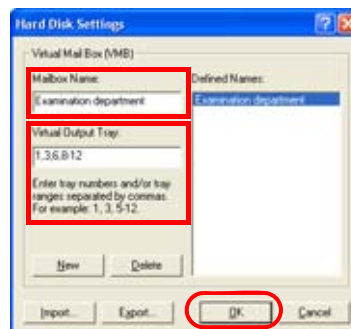 Hard Disk Settings
Virtual Mail Box (VMB)
Mailbox Name:
Defined Names:
Examination department
Examination department
Virtual Output Tray:
1,3,6,8-12
Enter tray numbers and/or tray
ranges separated by commas.
For example: 1, 3, 5-12.
New
Delete
Import...
Export...
OK
Cancel